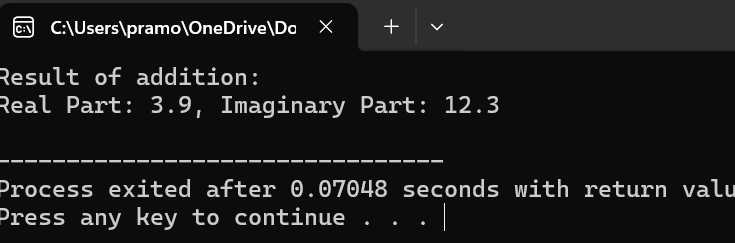 C:\Users\pramo\OneDrive\Do
Result of addition:
Real Part: 3.9, Imaginary Part: 12.3
--------------------------------
Process exited after 0.07048 seconds with return valu
Press any key to continue . . .